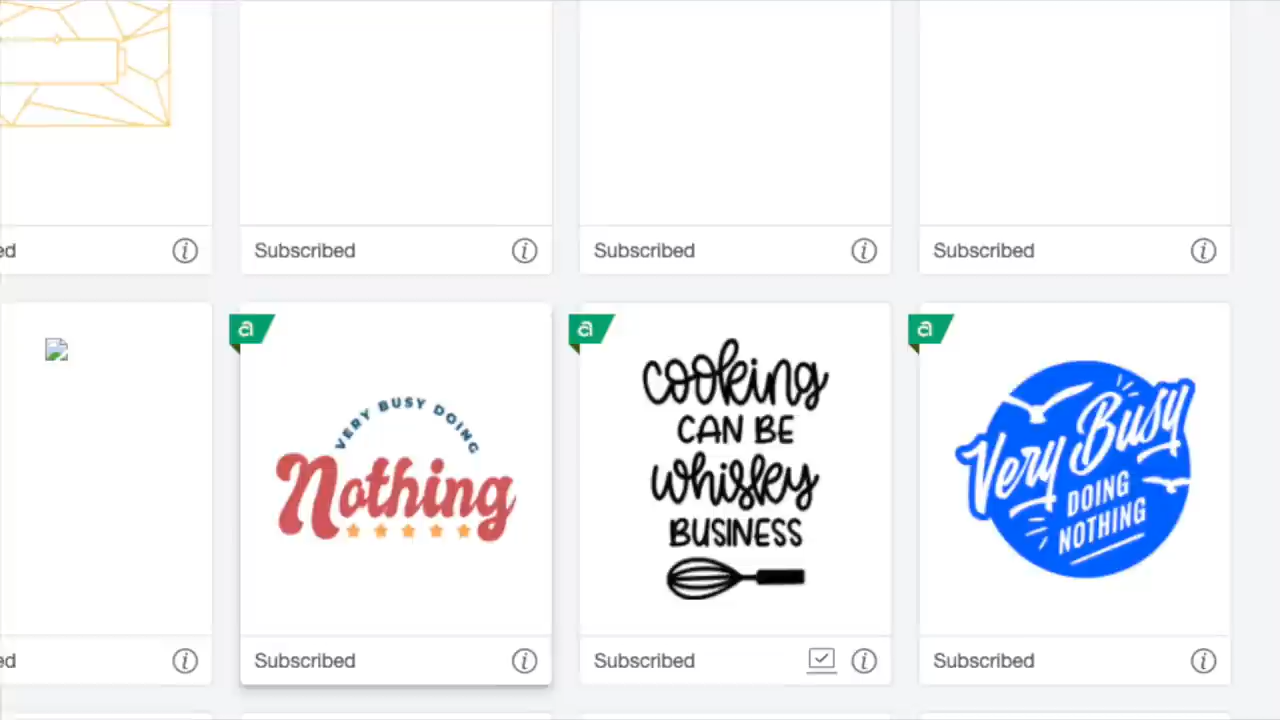 ed
Subscribed
Subscribed
Subscribed
a
VERY BUSY DOING
Nothing
a
cooking
CAN BE
whiskey
BUSINESS
a
Very Busy
DOING
NOTHING
ed
Subscribed
Subscribed
Subscribed